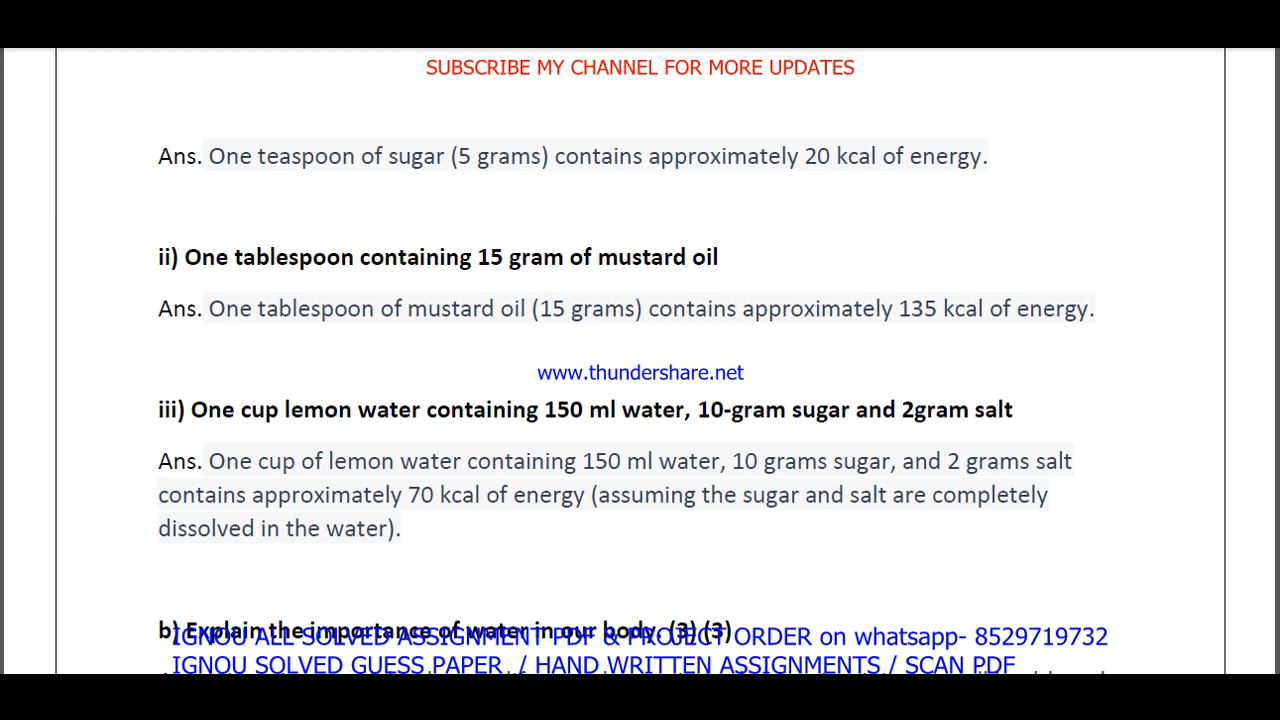 SUBSCRIBE MY CHANNEL FOR MORE UPDATES
Ans. One teaspoon of sugar (5 grams) contains approximately 20 kcal of energy.
ii) One tablespoon containing 15 gram of mustard oil
Ans. One tablespoon of mustard oil (15 grams) contains approximately 135 kcal of energy.
www.thundershare.net
iii) One cup lemon water containing 150 ml water, 10-gram sugar and 2gram salt
Ans. One cup of lemon water containing 150 ml water, 10 grams sugar, and 2 grams salt
contains approximately 70 kcal of energy (assuming the sugar and salt are completely
dissolved in the water).
b) Explain the importance of water in our body. (3) (3)
IGNOU ALL SOLVED ASSIGNMENT PDF & PROJECT ORDER on whatsapp- 8529719732
IGNOU SOLVED GUESS PAPER / HAND WRITTEN ASSIGNMENTS / SCAN PDF